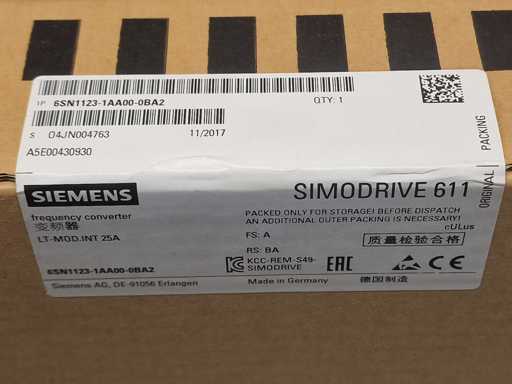 1P 6SN1123-1AA00-0BA2 QTY: 1
S 04JN004763 11/2017
A5E00430930
ORIGINAL PACKING
SIEMENS SIMODRIVE 611
frequency converter
变频器
LT-MOD.INT 25A
PACKED ONLY FOR STORAGE! BEFORE DISPATCH
AN ADDITIONAL OUTER PACKING IS NECESSARY!
cULus
FS: A
质量检验合格
RS: BA
6SN1123-1AA00-0BA2
KCC-REM-S49-
SIMODRIVE
EAC
CE
Siemens AG, DE-91056 Erlangen
Made in Germany 德国制造